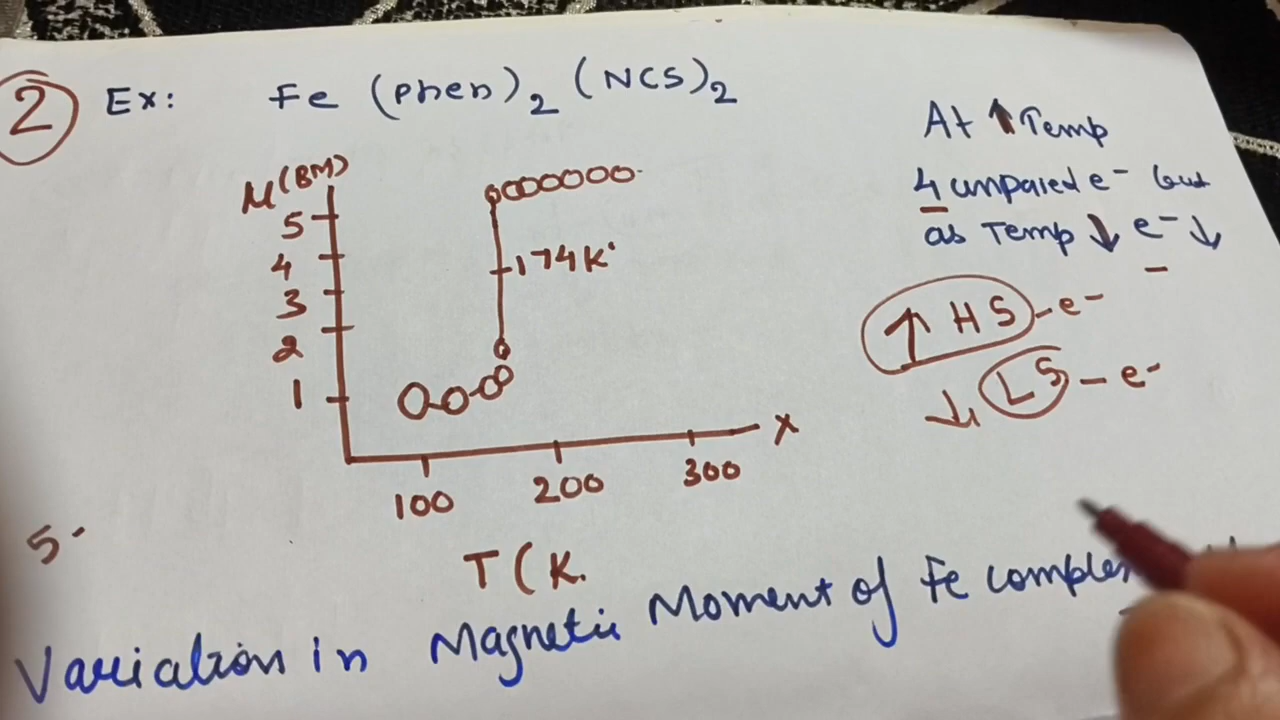 2 Ex: Fe (phen)2 (NCS)2
At ↑ Temp
4 unpaired e- but
as Temp ↓ e- ↓
↑ HS - e-
↓ LS - e-
M (BM)
5
4
3
2
1
174K
X
100 200 300
T (K.
5.
Variation in Magnetic Moment of Fe